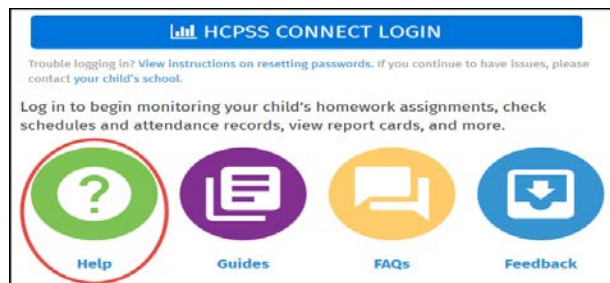 HCPSS CONNECT LOGIN
Trouble logging in? View instructions on resetting passwords. If you continue to have issues, please
contact your child's school.
Log in to begin monitoring your child's homework assignments, check
schedules and attendance records, view report cards, and more.
?
Help Guides FAQs Feedback